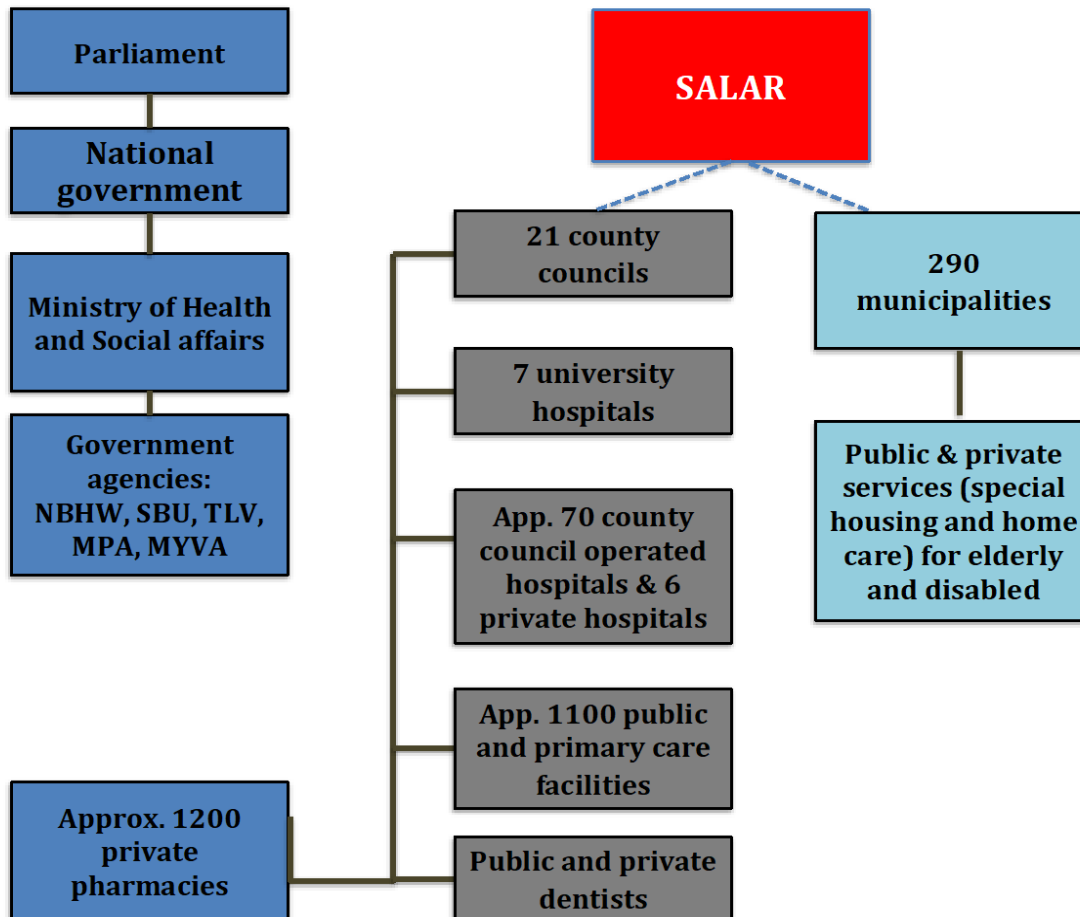 Parliament
National
government
Ministry of Health
and Social affairs
Government
agencies:
NBHW, SBU, TLV,
MPA, MYVA
Approx. 1200
private
pharmacies
SALAR
21 county
councils
7 university
hospitals
App. 70 county
council operated
hospitals & 6
private hospitals
App. 1100 public
and primary care
facilities
Public and private
dentists
290
municipalities
Public & private
services (special
housing and home
care) for elderly
and disabled